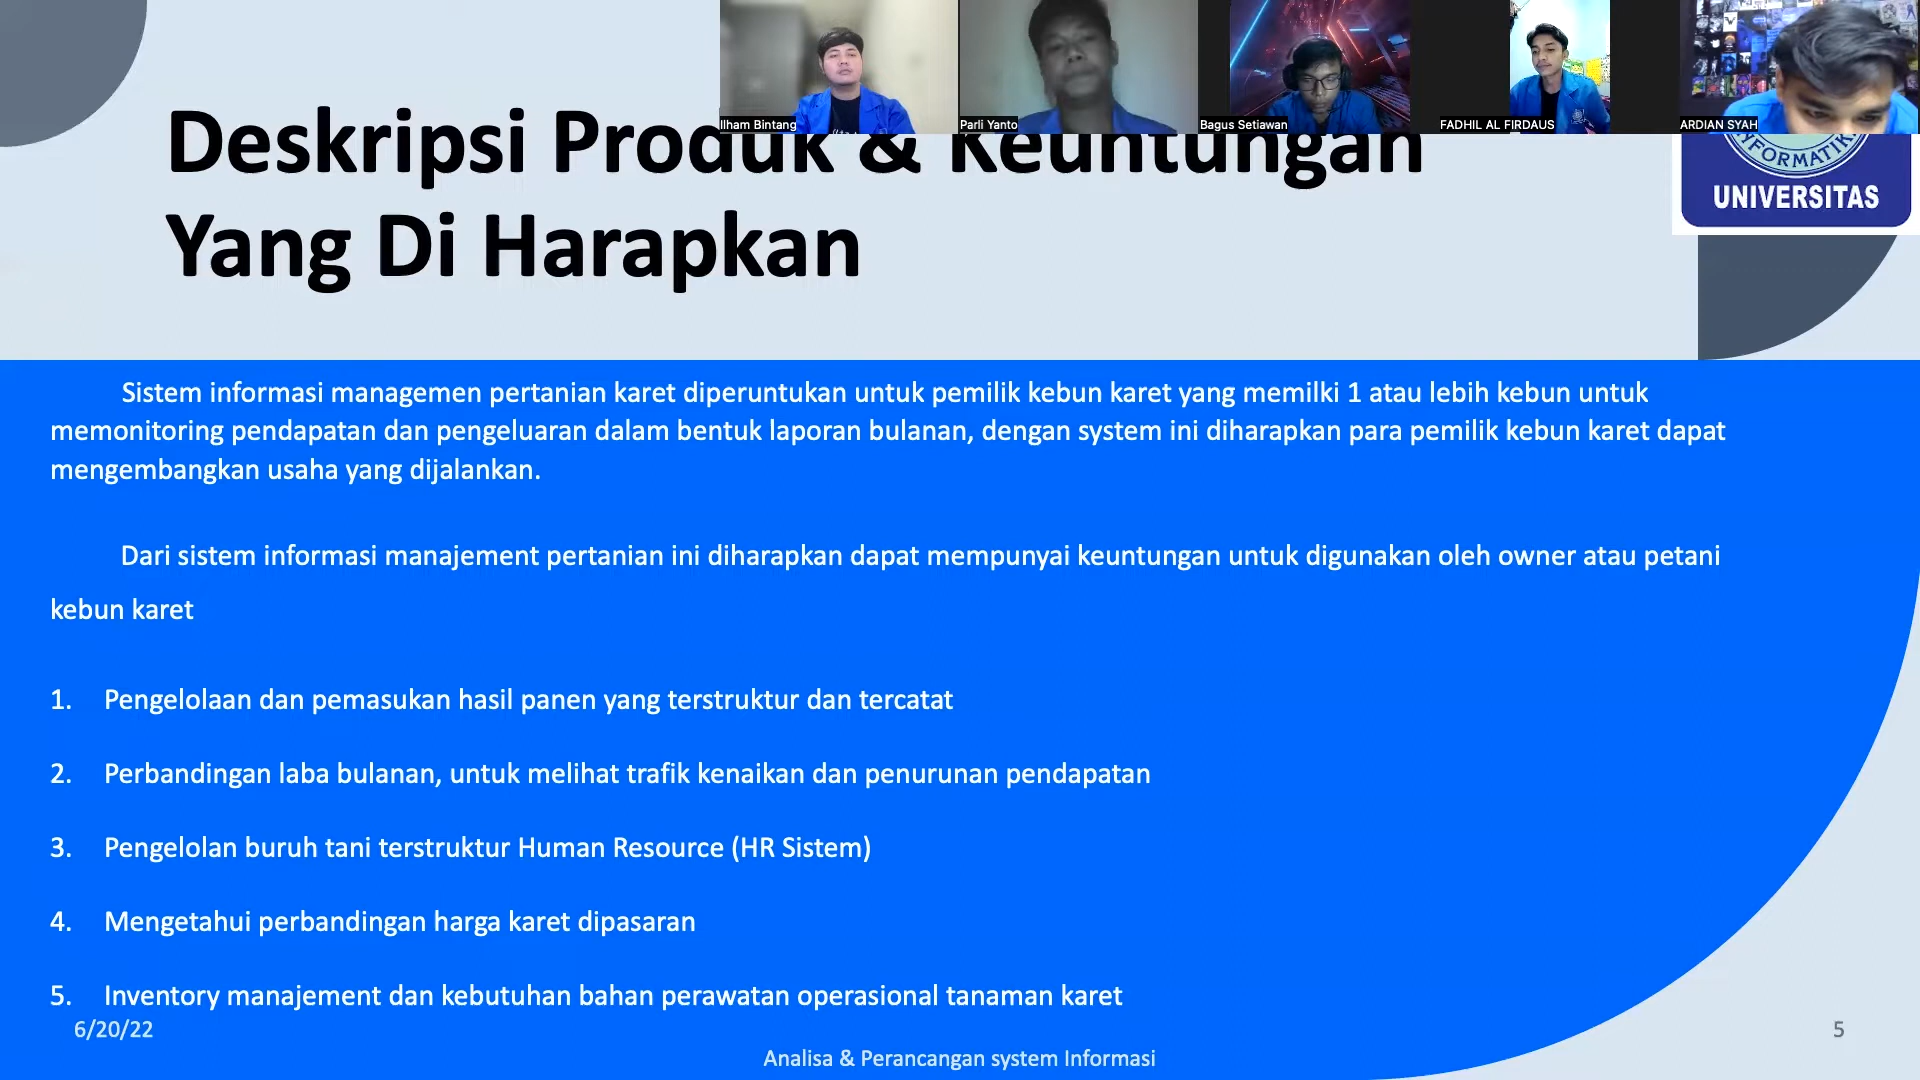 Ilham Bintang
Parli Yanto
Bagus Setiawan
FADHIL AL FIRDAUS
ARDIAN SYAH
Deskripsi Produk & Keuntungan
Yang Di Harapkan
UNIVERSITAS
Sistem informasi managemen pertanian karet diperuntukan untuk pemilik kebun karet yang memilki 1 atau lebih kebun untuk
memonitoring pendapatan dan pengeluaran dalam bentuk laporan bulanan, dengan system ini diharapkan para pemilik kebun karet dapat
mengembangkan usaha yang dijalankan.
Dari sistem informasi manajement pertanian ini diharapkan dapat mempunyai keuntungan untuk digunakan oleh owner atau petani
kebun karet
1. Pengelolaan dan pemasukan hasil panen yang terstruktur dan tercatat
2. Perbandingan laba bulanan, untuk melihat trafik kenaikan dan penurunan pendapatan
3. Pengelolan buruh tani terstruktur Human Resource (HR Sistem)
4. Mengetahui perbandingan harga karet dipasaran
5. Inventory manajement dan kebutuhan bahan perawatan operasional tanaman karet
6/20/22
5
Analisa & Perancangan system Informasi